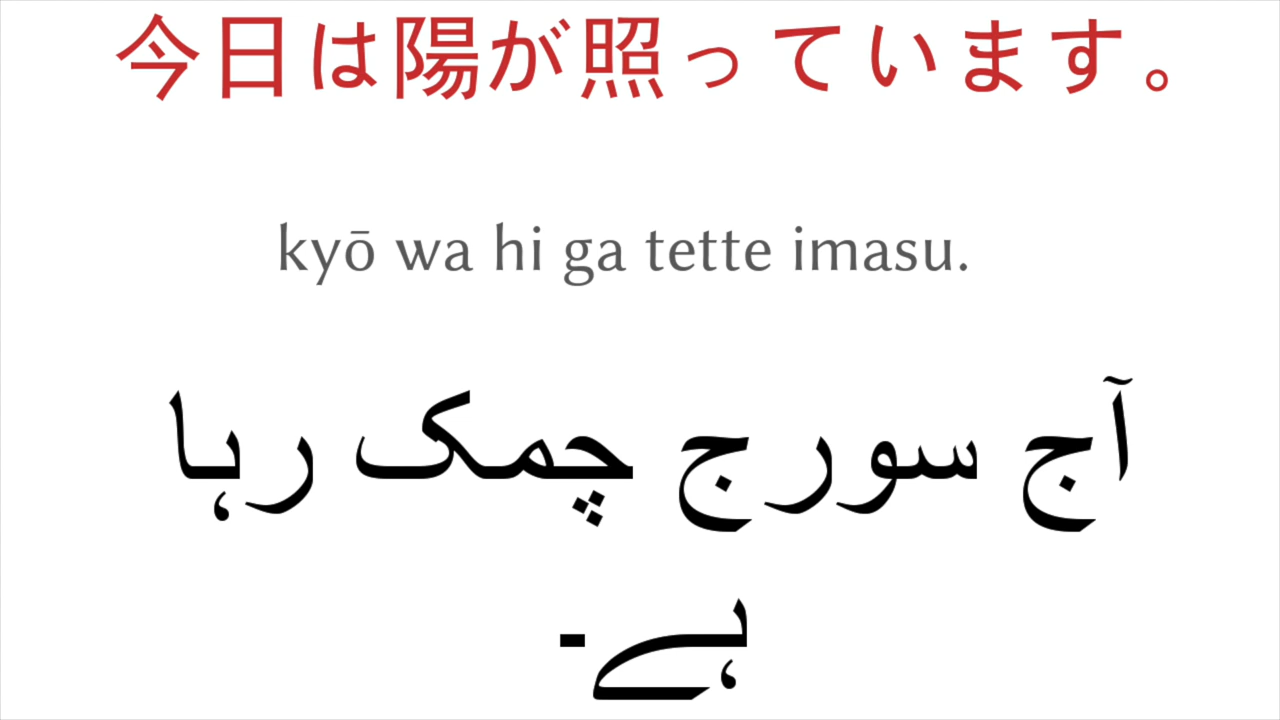 今日は陽が照っています。
kyō wa hi ga tette imasu.
آج سورج چمک رہا
ہے۔